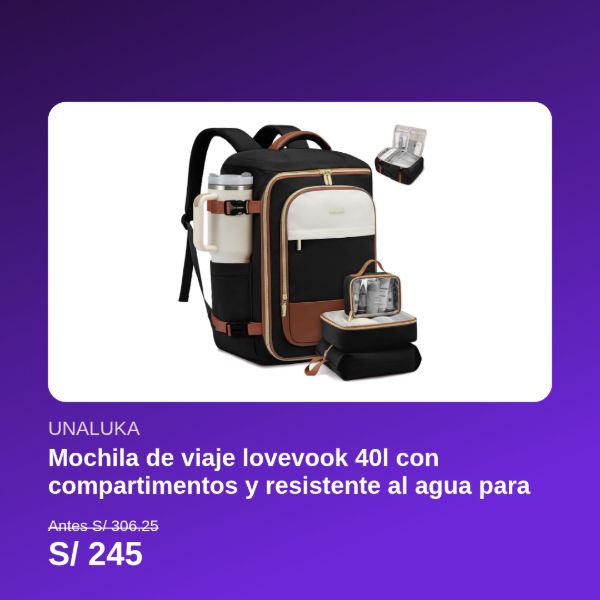 UNALUKA
Mochila de viaje lovevook 40l con
compartimentos y resistente al agua para
Antes S/ 306.25
S/ 245